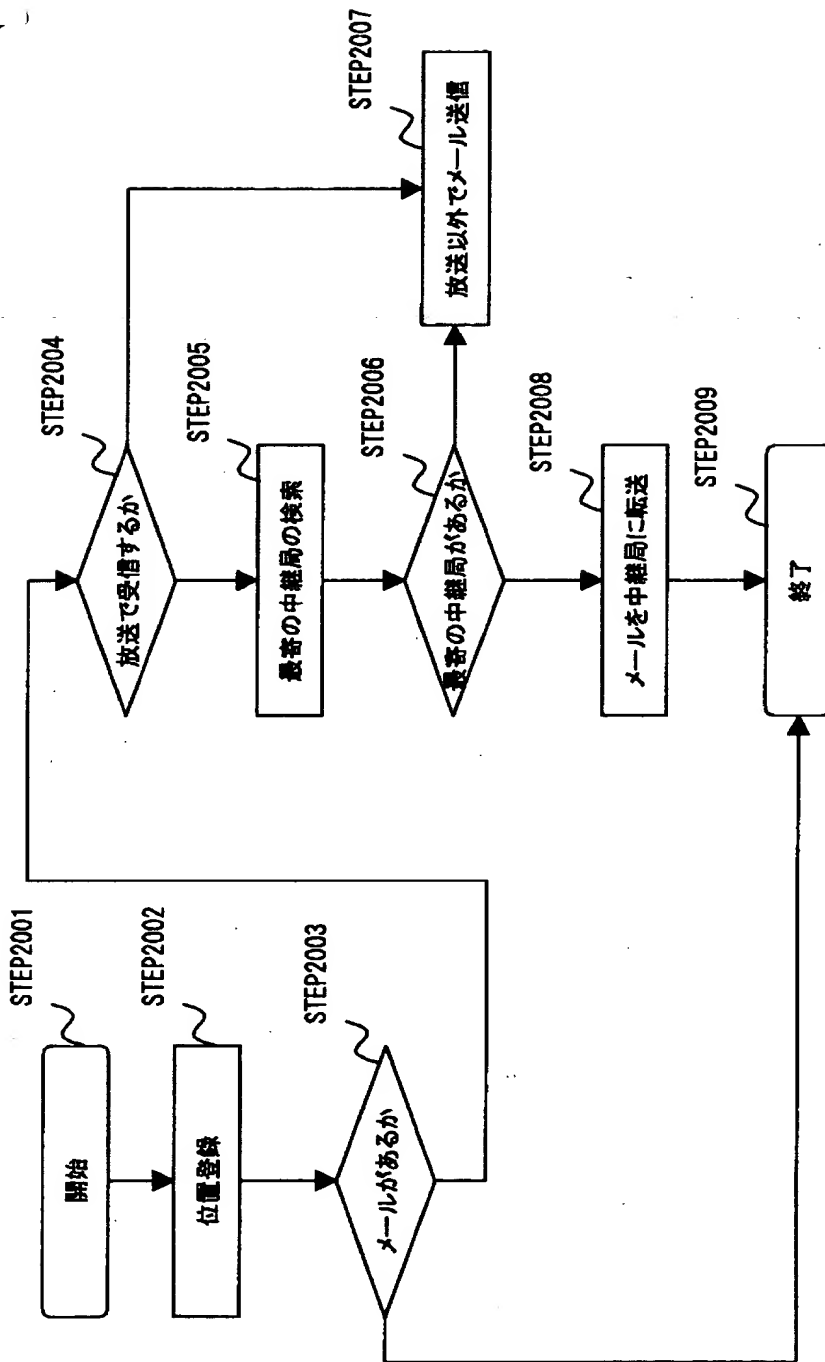 STEP2001
開始
STEP2002
位置登録
STEP2003
メールがあるか
STEP2004
放送で受信するか
STEP2005
最寄の中継局の検索
STEP2006
最寄の中継局があるか
STEP2007
放送以外でメール送信
STEP2008
メールを中継局に転送
STEP2009
終了